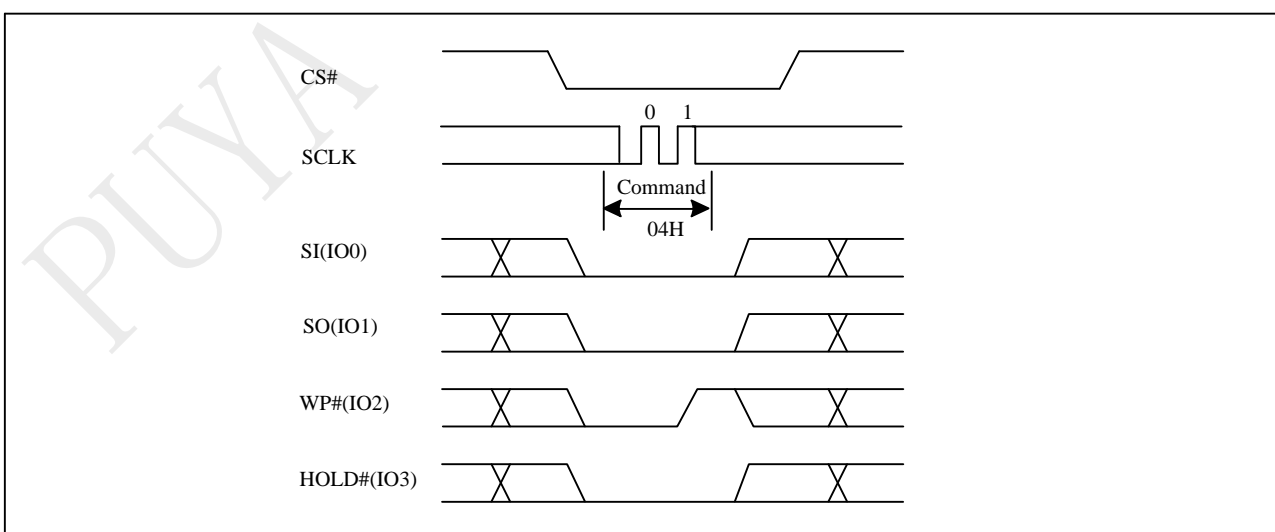 PUYA
CS#
0 1
SCLK
Command
04H
SI(IO0)
SO(IO1)
WP#(IO2)
HOLD#(IO3)